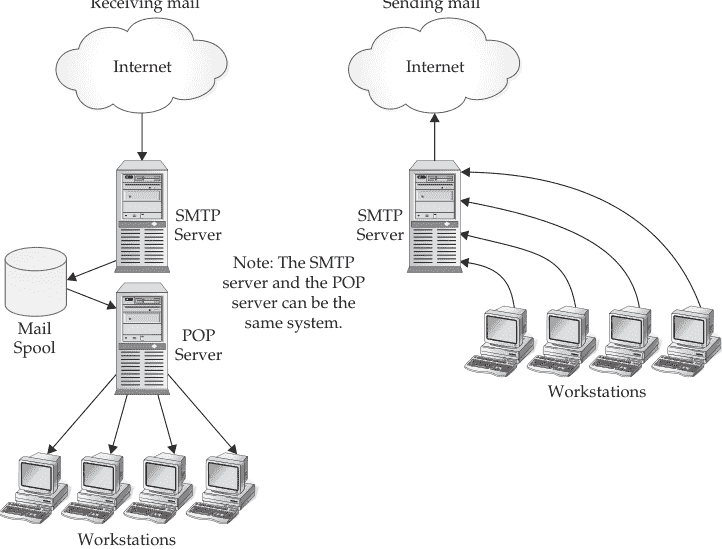 Receiving mail
Sending mail
Internet
Internet
SMTP
Server
SMTP
Server
Note: The SMTP
server and the POP
server can be the
same system.
Mail
Spool
POP
Server
Workstations
Workstations